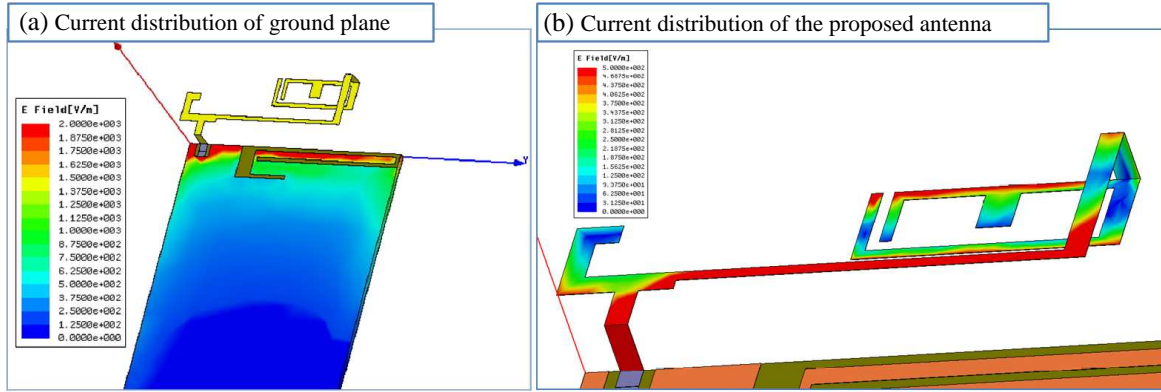 (a) Current distribution of ground plane
E Field[V/m]
2.0000e+003
1.8750e+003
1.7500e+003
1.6250e+003
1.5000e+003
1.3750e+003
1.2500e+003
1.1250e+003
1.0000e+003
8.7500e+002
7.5000e+002
6.2500e+002
5.0000e+002
3.7500e+002
2.5000e+002
1.2500e+002
0.0000e+000
Y
(b) Current distribution of the proposed antenna
E Field[V/m]
5.0000e+002
4.6875e+002
4.3750e+002
4.0625e+002
3.7500e+002
3.4375e+002
3.1250e+002
2.8125e+002
2.5000e+002
2.1875e+002
1.8750e+002
1.5625e+002
1.2500e+002
9.3750e+001
6.2500e+001
3.1250e+001
0.0000e+000